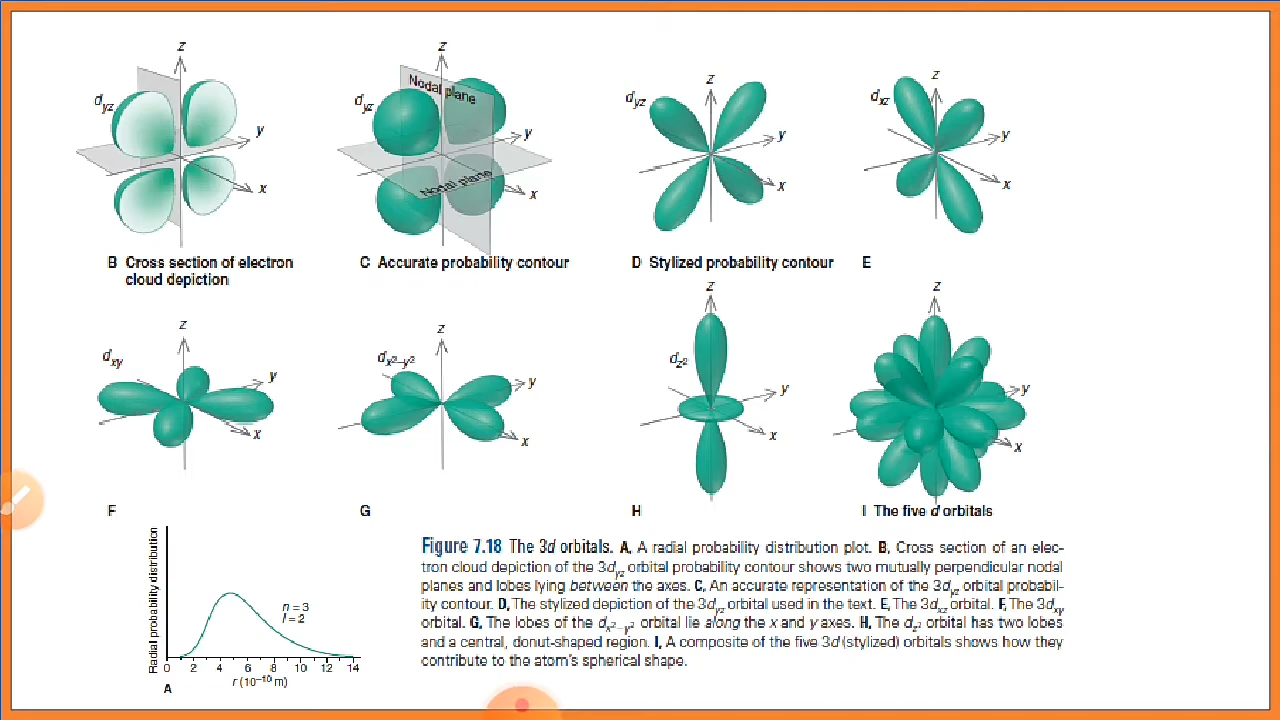 z
d_yz
y
x
B Cross section of electron
cloud depiction
z
Nodal plane
d_yz
y
Nodal plane
x
C Accurate probability contour
z
d_yz
y
x
D Stylized probability contour
z
d_xz
y
x
E
z
d_xy
y
x
F
z
d_x²–y²
y
x
G
z
d_z²
y
x
H
z
y
x
I The five d orbitals
Radial probability distribution
n = 3
l = 2
0 2 4 6 8 10 12 14
r (10⁻¹⁰ m)
A
Figure 7.18 The 3d orbitals. A, A radial probability distribution plot. B, Cross section of an elec-
tron cloud depiction of the 3d_yz orbital probability contour shows two mutually perpendicular nodal
planes and lobes lying between the axes. C, An accurate representation of the 3d_yz orbital probabil-
ity contour. D, The stylized depiction of the 3d_yz orbital used in the text. E, The 3d_xz orbital. F, The 3d_xy
orbital. G, The lobes of the d_x²–y² orbital lie along the x and y axes. H, The d_z² orbital has two lobes
and a central, donut-shaped region. I, A composite of the five 3d (stylized) orbitals shows how they
contribute to the atom's spherical shape.